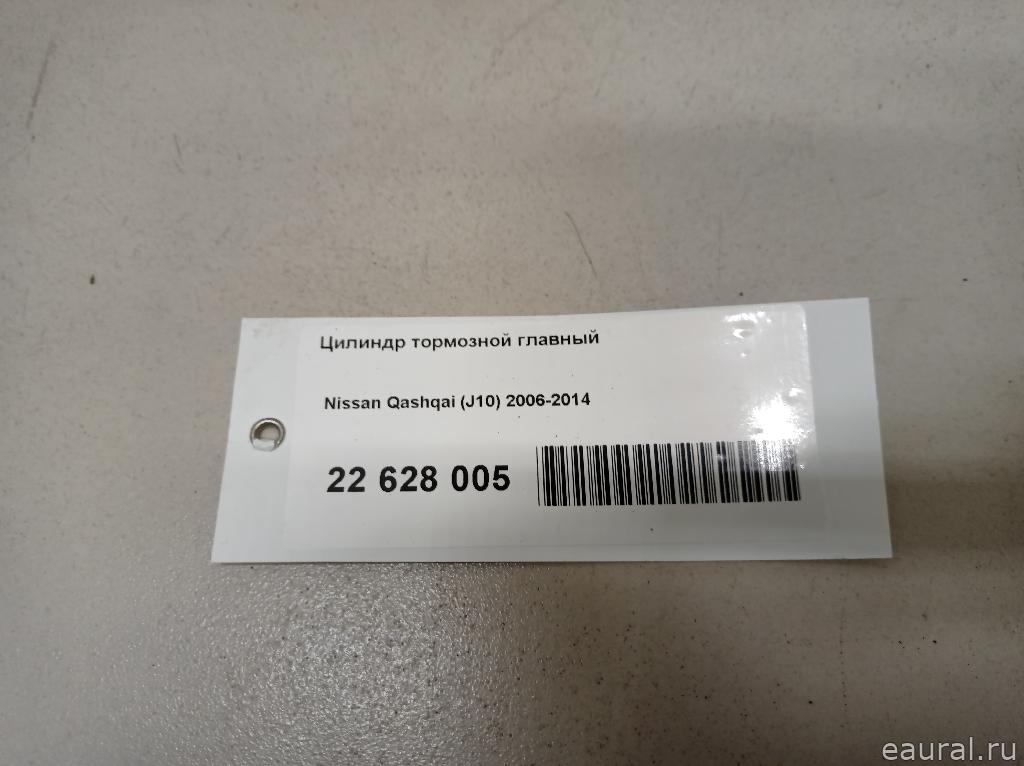 Цилиндр тормозной главный
Nissan Qashqai (J10) 2006-2014
22 628 005
eaural.ru